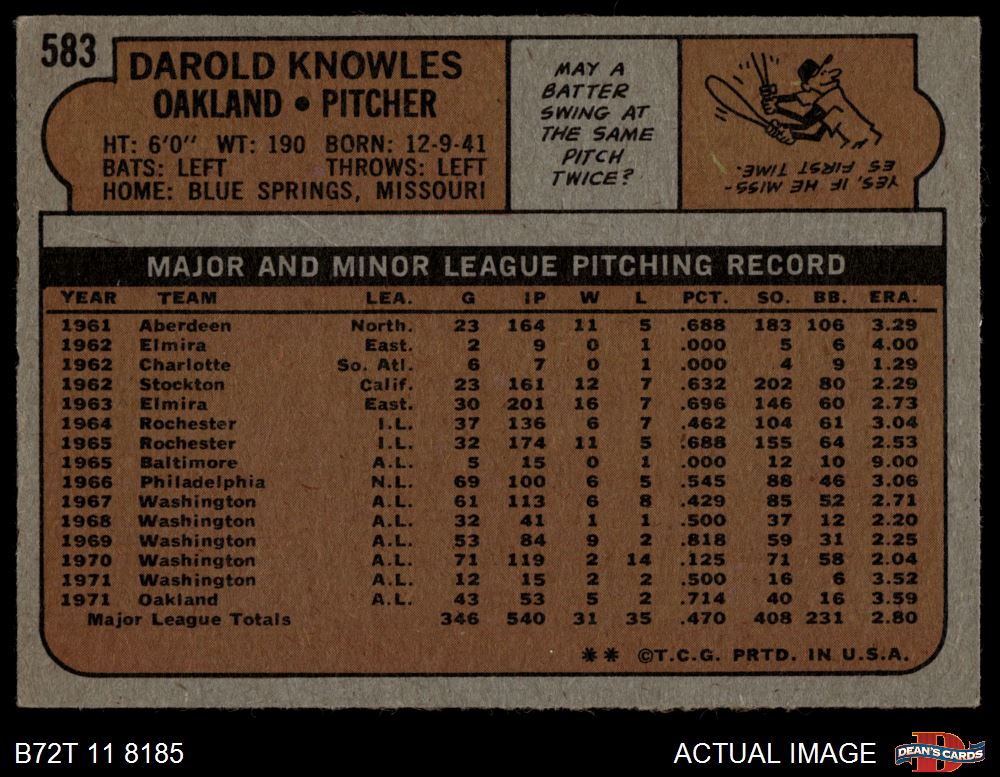 583
DAROLD KNOWLES
OAKLAND • PITCHER
HT: 6'0" WT: 190 BORN: 12-9-41
BATS: LEFT THROWS: LEFT
HOME: BLUE SPRINGS, MISSOURI
MAY A
BATTER
SWING AT
THE SAME
PITCH
TWICE?
YES, IF HE MISS-
ES FIRST TIME.
MAJOR AND MINOR LEAGUE PITCHING RECORD
YEAR TEAM LEA. G IP W L PCT. SO. BB. ERA.
1961 Aberdeen North. 23 164 11 5 .688 183 106 3.29
1962 Elmira East. 2 9 0 1 .000 5 6 4.00
1962 Charlotte So. Atl. 6 7 0 1 .000 4 9 1.29
1962 Stockton Calif. 23 161 12 7 .632 202 80 2.29
1963 Elmira East. 30 201 16 7 .696 146 60 2.73
1964 Rochester I.L. 37 136 6 7 .462 104 61 3.04
1965 Rochester I.L. 32 174 11 5 .688 155 64 2.53
1965 Baltimore A.L. 5 15 0 1 .000 12 10 9.00
1966 Philadelphia N.L. 69 100 6 5 .545 88 46 3.06
1967 Washington A.L. 61 113 6 8 .429 85 52 2.71
1968 Washington A.L. 32 41 1 1 .500 37 12 2.20
1969 Washington A.L. 53 84 9 2 .818 59 31 2.25
1970 Washington A.L. 71 119 2 14 .125 71 58 2.04
1971 Washington A.L. 12 15 2 2 .500 16 6 3.52
1971 Oakland A.L. 43 53 5 2 .714 40 16 3.59
Major League Totals 346 540 31 35 .470 408 231 2.80
** ©T.C.G. PRTD. IN U.S.A.
B72T 11 8185
ACTUAL IMAGE
DEAN'S CARDS